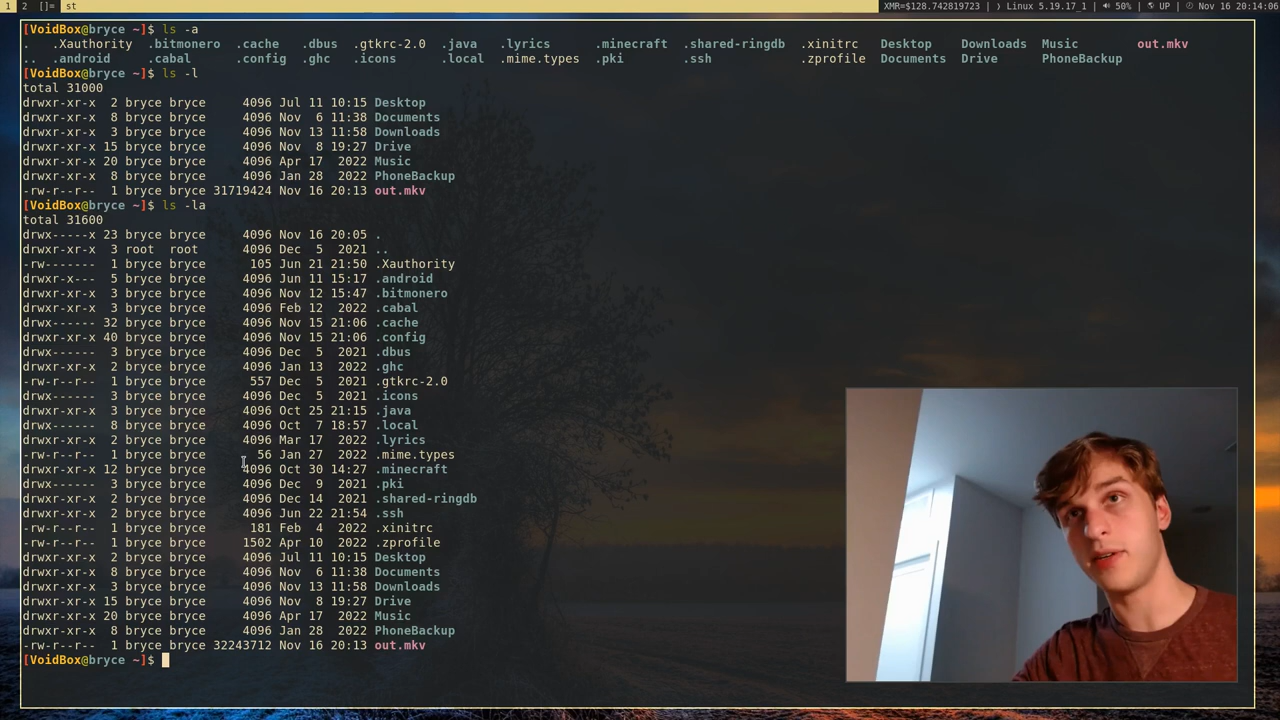 1 2 []= st XMR=$128.742819723 | ⟩ Linux 5.19.17_1 | 50% | UP | Nov 16 20:14:06
[VoidBox@bryce ~]$ ls -a
. .Xauthority .bitmonero .cache .dbus .gtkrc-2.0 .java .lyrics .minecraft .shared-ringdb .xinitrc Desktop Downloads Music out.mkv
.. .android .cabal .config .ghc .icons .local .mime.types .pki .ssh .zprofile Documents Drive PhoneBackup
[VoidBox@bryce ~]$ ls -l
total 31000
drwxr-xr-x 2 bryce bryce 4096 Jul 11 10:15 Desktop
drwxr-xr-x 8 bryce bryce 4096 Nov 6 11:38 Documents
drwxr-xr-x 3 bryce bryce 4096 Nov 13 11:58 Downloads
drwxr-xr-x 15 bryce bryce 4096 Nov 8 19:27 Drive
drwxr-xr-x 20 bryce bryce 4096 Apr 17 2022 Music
drwxr-xr-x 8 bryce bryce 4096 Jan 28 2022 PhoneBackup
-rw-r--r-- 1 bryce bryce 31719424 Nov 16 20:13 out.mkv
[VoidBox@bryce ~]$ ls -la
total 31600
drwx-----x 23 bryce bryce 4096 Nov 16 20:05 .
drwxr-xr-x 3 root root 4096 Dec 5 2021 ..
-rw------- 1 bryce bryce 105 Jun 21 21:50 .Xauthority
drwxr-x--- 5 bryce bryce 4096 Jun 11 15:17 .android
drwxr-xr-x 3 bryce bryce 4096 Nov 12 15:47 .bitmonero
drwxr-xr-x 3 bryce bryce 4096 Feb 12 2022 .cabal
drwx------ 32 bryce bryce 4096 Nov 15 21:06 .cache
drwxr-xr-x 40 bryce bryce 4096 Nov 15 21:06 .config
drwx------ 3 bryce bryce 4096 Dec 5 2021 .dbus
drwxr-xr-x 2 bryce bryce 4096 Jan 13 2022 .ghc
-rw-r--r-- 1 bryce bryce 557 Dec 5 2021 .gtkrc-2.0
drwx------ 3 bryce bryce 4096 Dec 5 2021 .icons
drwxr-xr-x 3 bryce bryce 4096 Oct 25 21:15 .java
drwx------ 8 bryce bryce 4096 Oct 7 18:57 .local
drwxr-xr-x 2 bryce bryce 4096 Mar 17 2022 .lyrics
-rw-r--r-- 1 bryce bryce 56 Jan 27 2022 .mime.types
drwxr-xr-x 12 bryce bryce 4096 Oct 30 14:27 .minecraft
drwx------ 3 bryce bryce 4096 Dec 9 2021 .pki
drwxr-xr-x 2 bryce bryce 4096 Dec 14 2021 .shared-ringdb
drwxr-xr-x 2 bryce bryce 4096 Jun 22 21:54 .ssh
-rw-r--r-- 1 bryce bryce 181 Feb 4 2022 .xinitrc
-rw-r--r-- 1 bryce bryce 1502 Apr 10 2022 .zprofile
drwxr-xr-x 2 bryce bryce 4096 Jul 11 10:15 Desktop
drwxr-xr-x 8 bryce bryce 4096 Nov 6 11:38 Documents
drwxr-xr-x 3 bryce bryce 4096 Nov 13 11:58 Downloads
drwxr-xr-x 15 bryce bryce 4096 Nov 8 19:27 Drive
drwxr-xr-x 20 bryce bryce 4096 Apr 17 2022 Music
drwxr-xr-x 8 bryce bryce 4096 Jan 28 2022 PhoneBackup
-rw-r--r-- 1 bryce bryce 32243712 Nov 16 20:13 out.mkv
[VoidBox@bryce ~]$